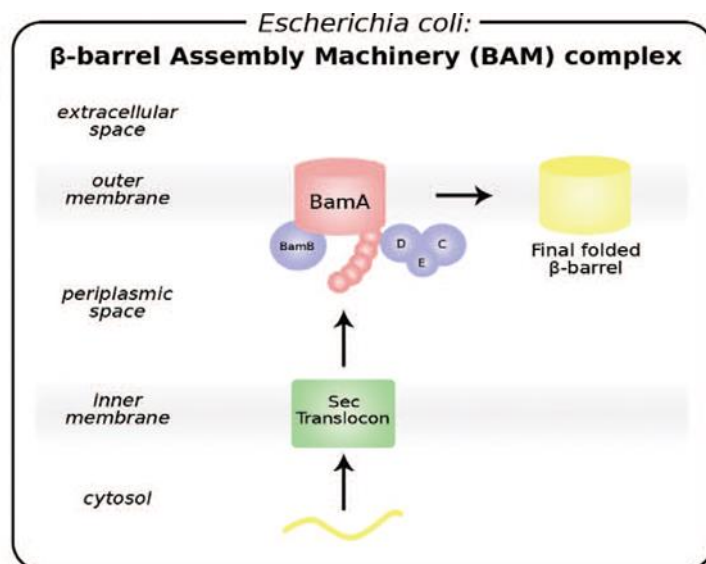 Escherichia coli:
β-barrel Assembly Machinery (BAM) complex
extracellular
space
outer
membrane
BamA
BamB
D
C
E
Final folded
β-barrel
periplasmic
space
inner
membrane
Sec
Translocon
cytosol